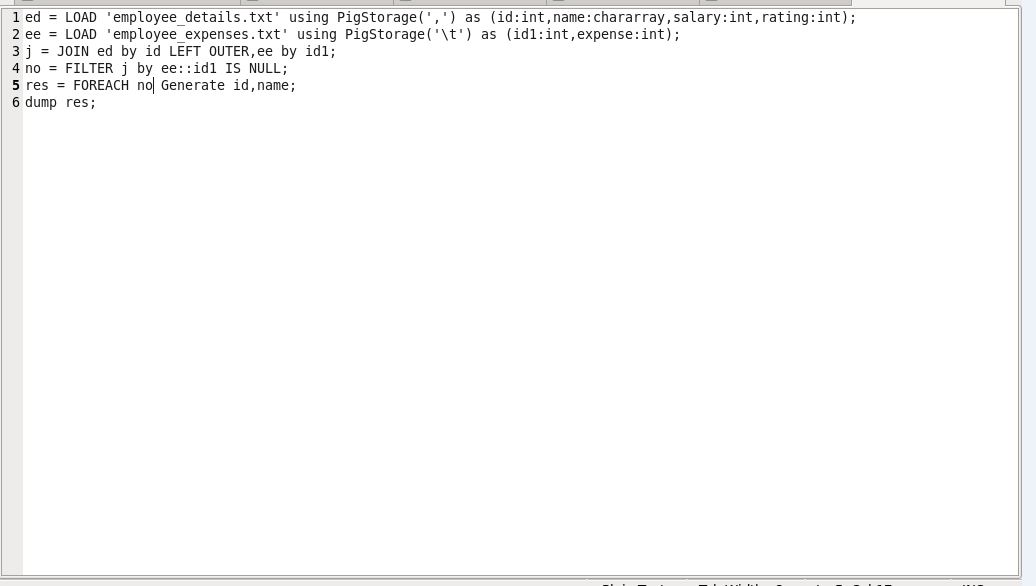 1 ed = LOAD 'employee_details.txt' using PigStorage(',') as (id:int,name:chararray,salary:int,rating:int);
2 ee = LOAD 'employee_expenses.txt' using PigStorage('\t') as (id1:int,expense:int);
3 j = JOIN ed by id LEFT OUTER,ee by id1;
4 no = FILTER j by ee::id1 IS NULL;
5 res = FOREACH no Generate id,name;
6 dump res;